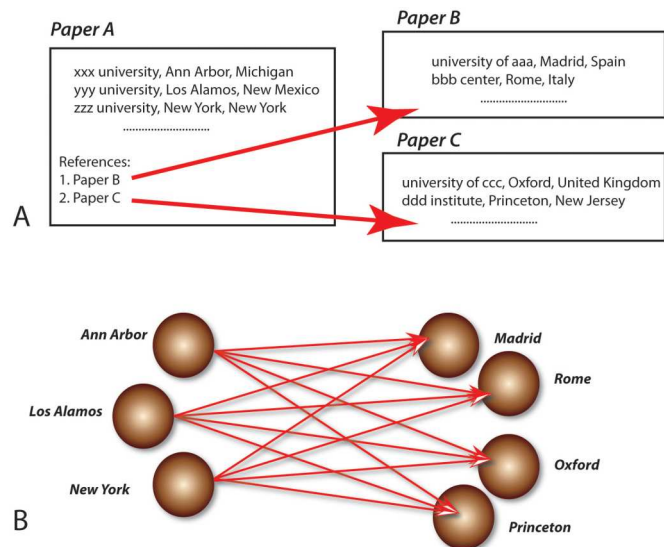 Paper A
xxx university, Ann Arbor, Michigan
yyy university, Los Alamos, New Mexico
zzz university, New York, New York
............................
References:
1. Paper B
2. Paper C
Paper B
university of aaa, Madrid, Spain
bbb center, Rome, Italy
............................
Paper C
university of ccc, Oxford, United Kingdom
ddd institute, Princeton, New Jersey
............................
A
Ann Arbor
Los Alamos
New York
Madrid
Rome
Oxford
Princeton
B